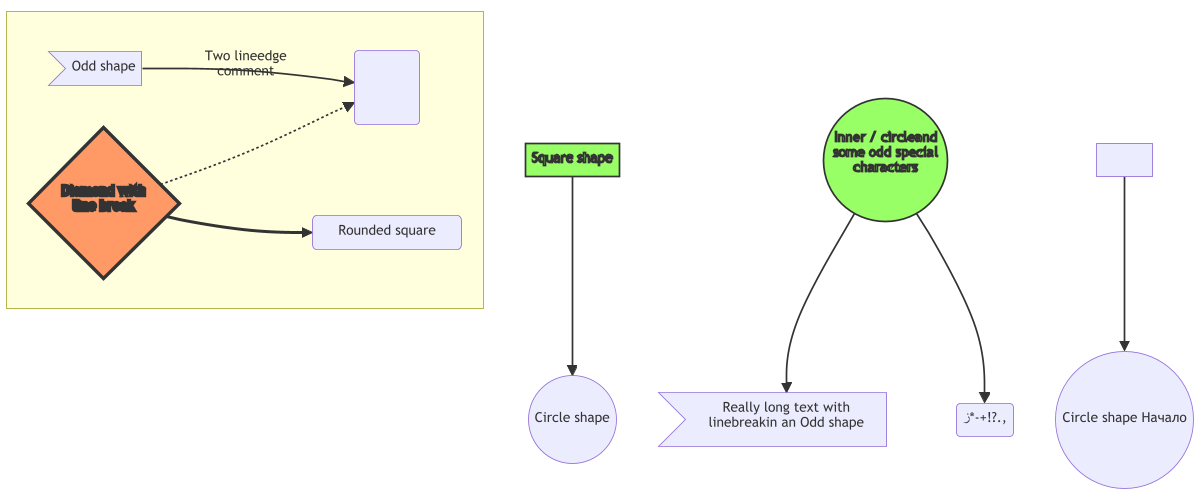 Odd shape
Two lineedge
comment
Diamond with
line break
Rounded square
Square shape
Circle shape
Inner / circleand
some odd special
characters
Really long text with
linebreakin an Odd shape
Circle shape Начало